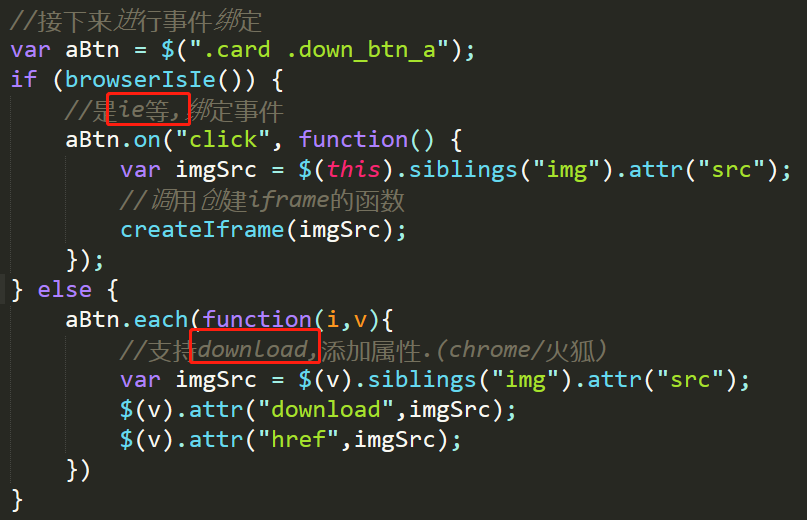 //接下来进行事件绑定
var aBtn = $(".card .down_btn_a");
if (browserIsIe()) {
    //是ie等,绑定事件
    aBtn.on("click", function() {
        var imgSrc = $(this).siblings("img").attr("src");
        //调用创建iframe的函数
        createIframe(imgSrc);
    });
} else {
    aBtn.each(function(i,v){
        //支持download,添加属性.(chrome/火狐)
        var imgSrc = $(v).siblings("img").attr("src");
        $(v).attr("download",imgSrc);
        $(v).attr("href",imgSrc);
    })
}